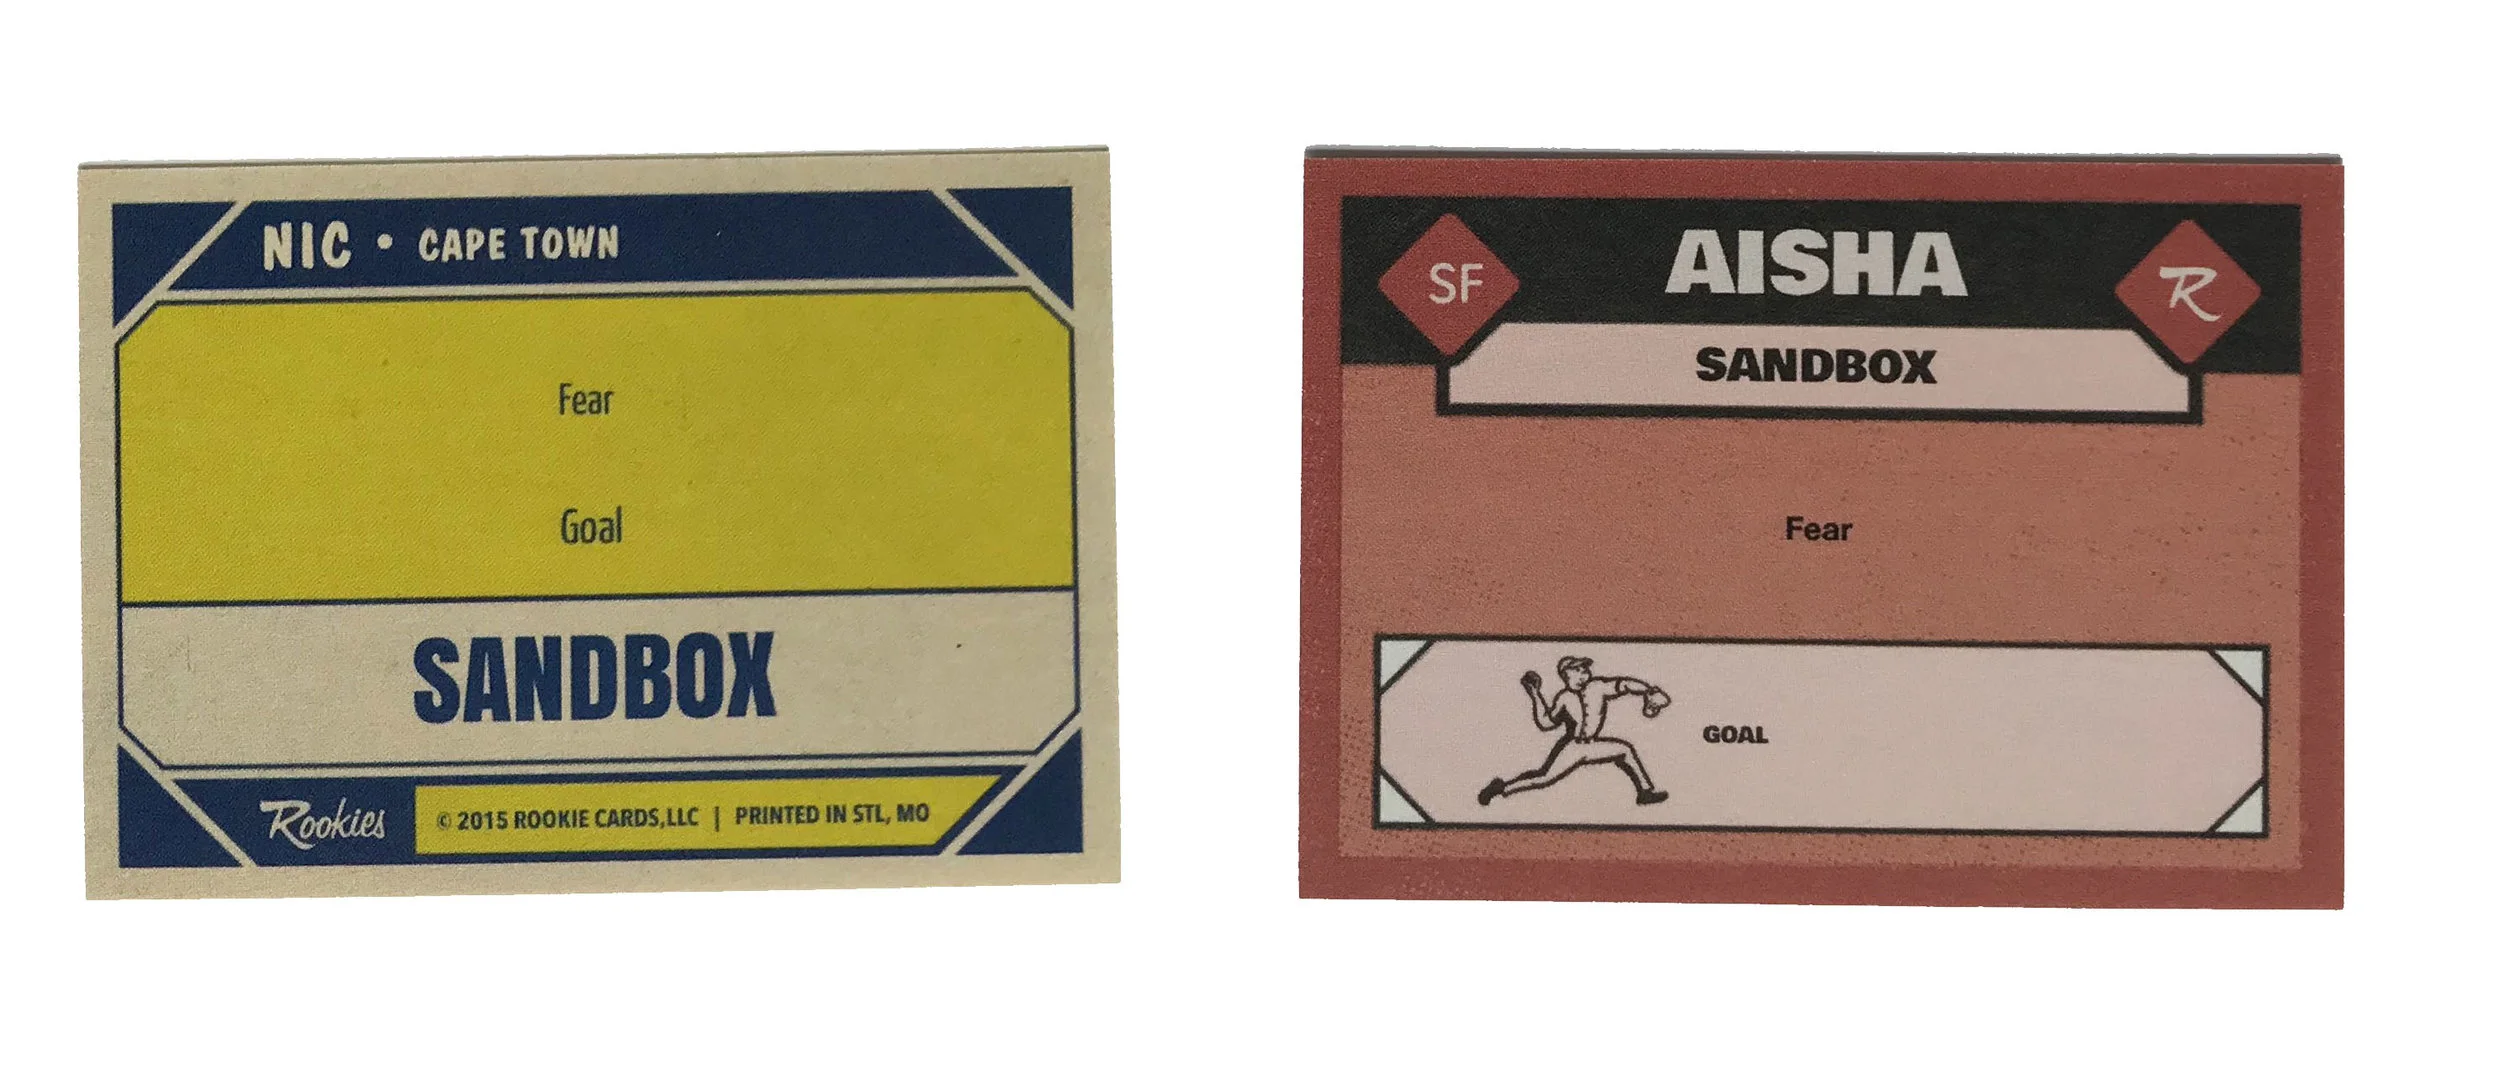 NIC • CAPE TOWN
Fear
Goal
SANDBOX
Rookies
© 2015 ROOKIE CARDS,LLC | PRINTED IN STL, MO
SF
AISHA
R
SANDBOX
Fear
GOAL